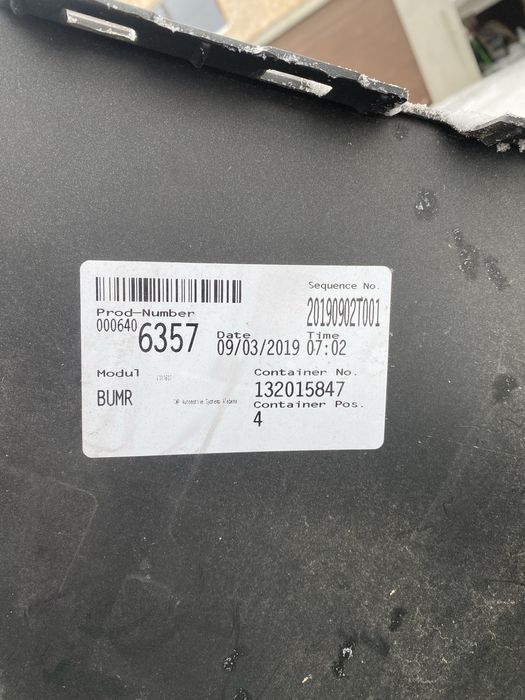 Sequence No.
Prod-Number
20190902T001
000640 6357
Date
Time
09/03/2019 07:02
Modul
Container No.
BUMR
132015847
Container Pos.
4